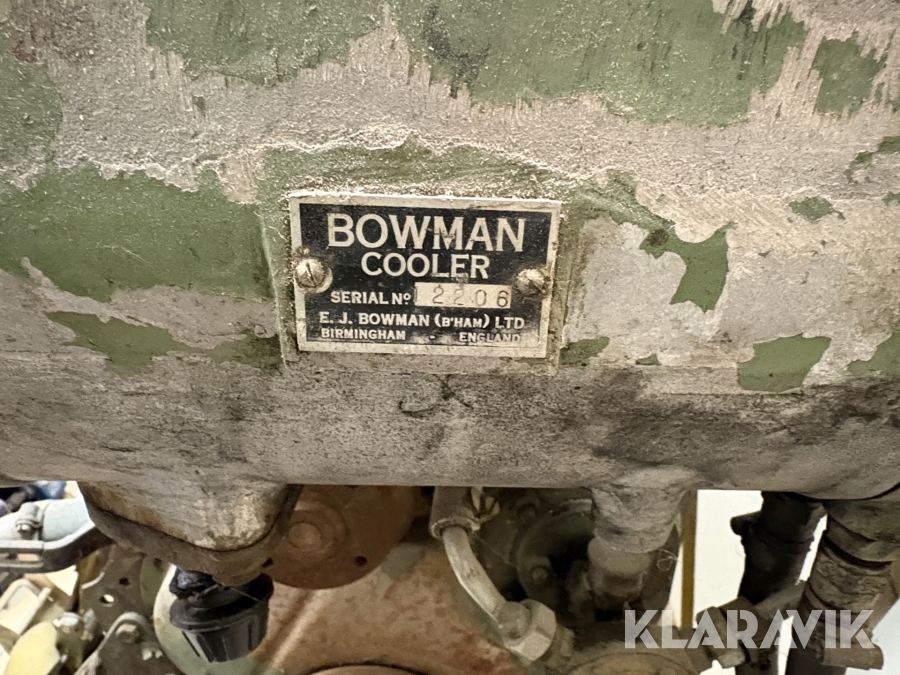 BOWMAN
COOLER
SERIAL Nº 2206
E. J. BOWMAN (B'HAM) LTD
BIRMINGHAM - ENGLAND
KLARAVIK